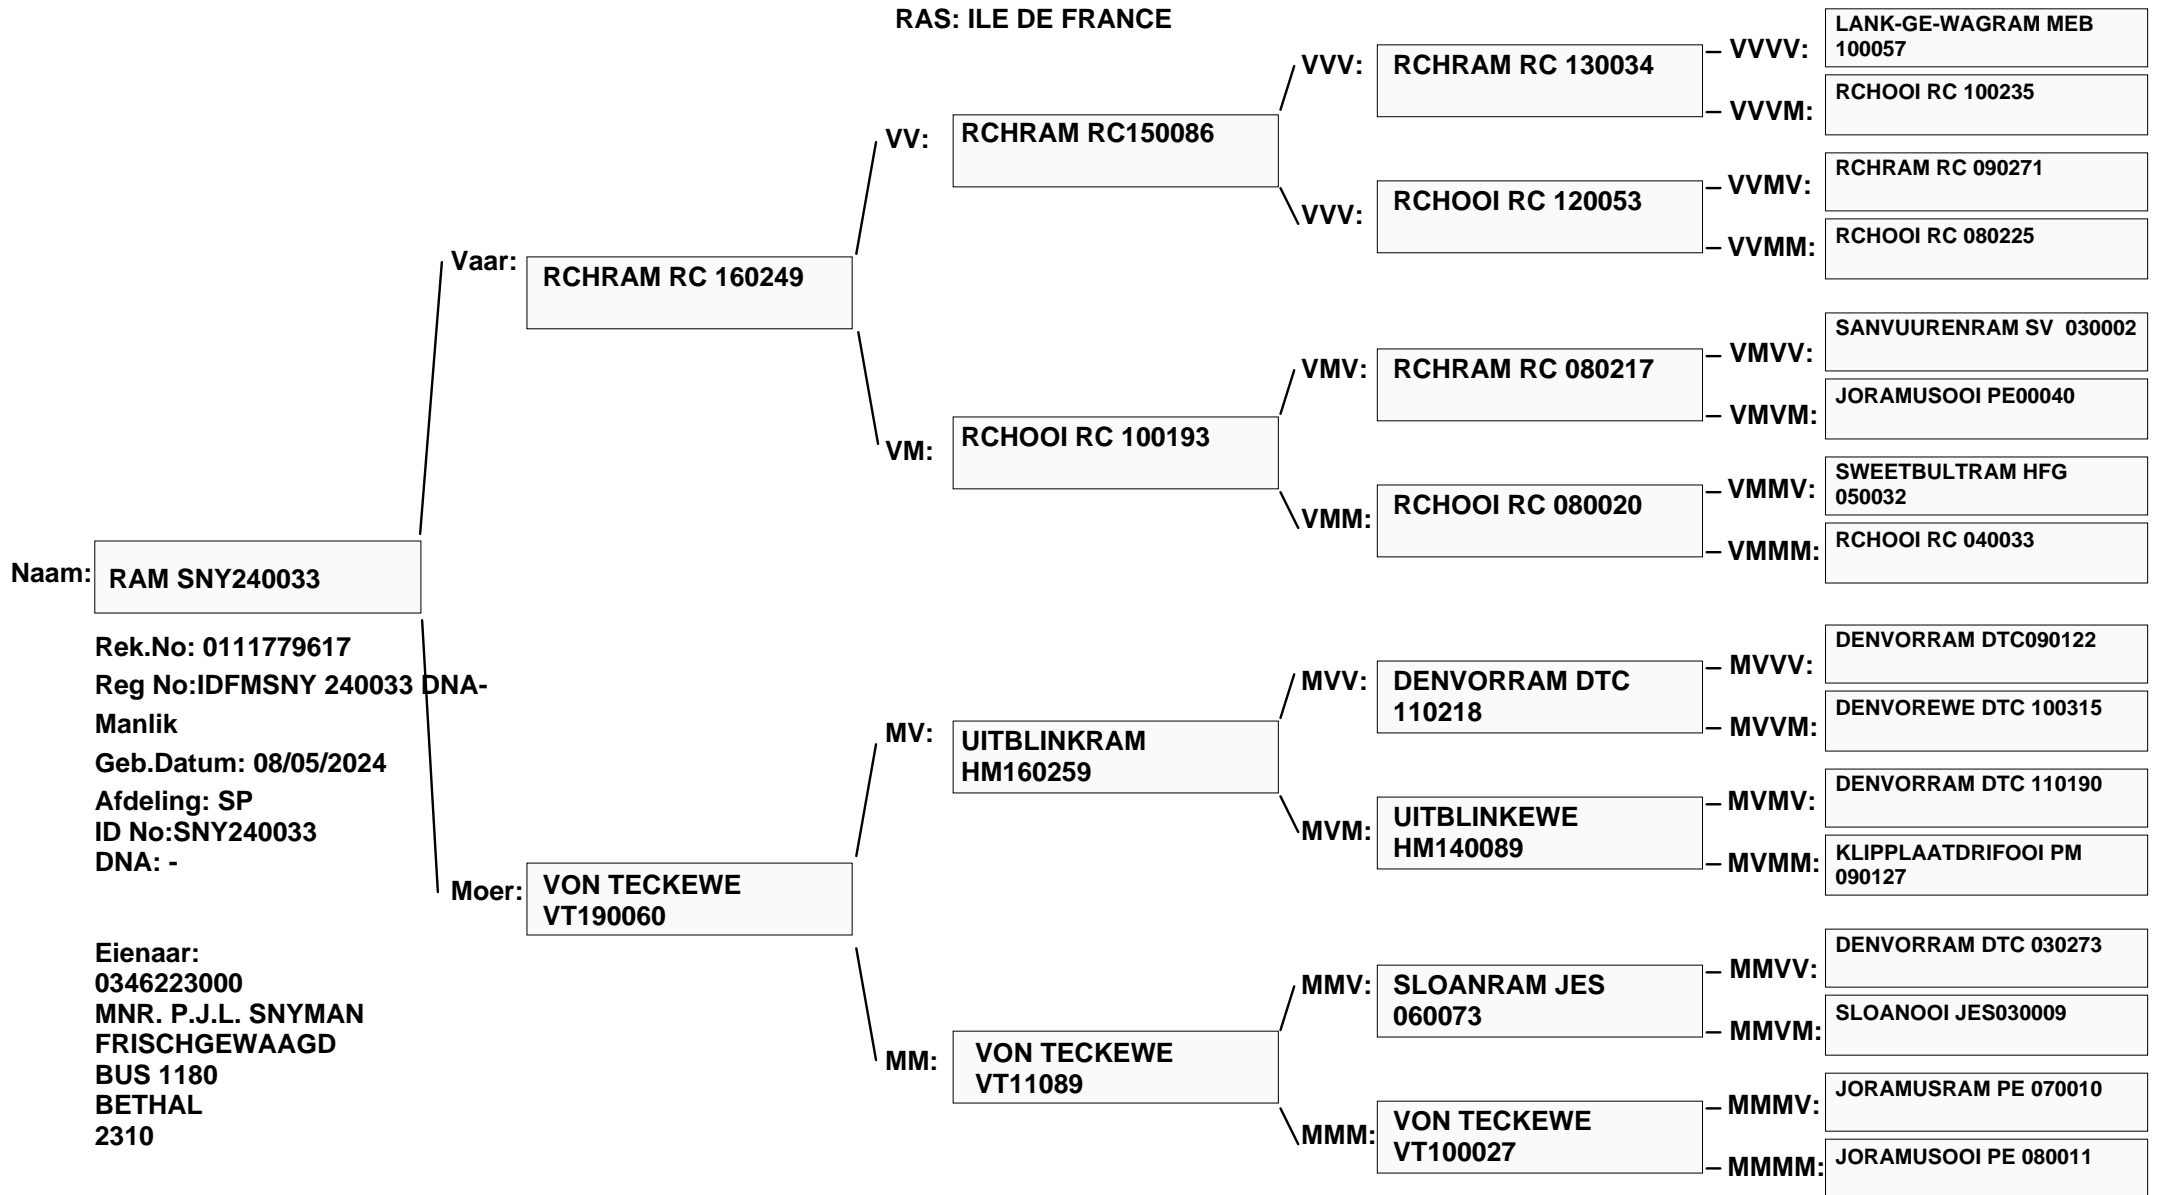 RAS: ILE DE FRANCE
Naam:
RAM SNY240033
Rek.No: 0111779617
Reg No:IDFMSNY 240033 DNA-
Manlik
Geb.Datum: 08/05/2024
Afdeling: SP
ID No:SNY240033
DNA: -
Eienaar:
0346223000
MNR. P.J.L. SNYMAN
FRISCHGEWAAGD
BUS 1180
BETHAL
2310
Vaar:
RCHRAM RC 160249
Moer:
VON TECKEWE
VT190060
VV:
RCHRAM RC150086
VM:
RCHOOI RC 100193
MV:
UITBLINKRAM
HM160259
MM:
VON TECKEWE
VT11089
VVV:
RCHRAM RC 130034
VVV:
RCHOOI RC 120053
VMV:
RCHRAM RC 080217
VMM:
RCHOOI RC 080020
MVV:
DENVORRAM DTC
110218
MVM:
UITBLINKEWE
HM140089
MMV:
SLOANRAM JES
060073
MMM:
VON TECKEWE
VT100027
VVVV:
LANK-GE-WAGRAM MEB
100057
VVVM:
RCHOOI RC 100235
VVMV:
RCHRAM RC 090271
VVMM:
RCHOOI RC 080225
VMVV:
SANVUURENRAM SV  030002
VMVM:
JORAMUSOOI PE00040
VMMV:
SWEETBULTRAM HFG
050032
VMMM:
RCHOOI RC 040033
MVVV:
DENVORRAM DTC090122
MVVM:
DENVOREWE DTC 100315
MVMV:
DENVORRAM DTC 110190
MVMM:
KLIPPLAATDRIFOOI PM
090127
MMVV:
DENVORRAM DTC 030273
MMVM:
SLOANOOI JES030009
MMMV:
JORAMUSRAM PE 070010
MMMM:
JORAMUSOOI PE 080011